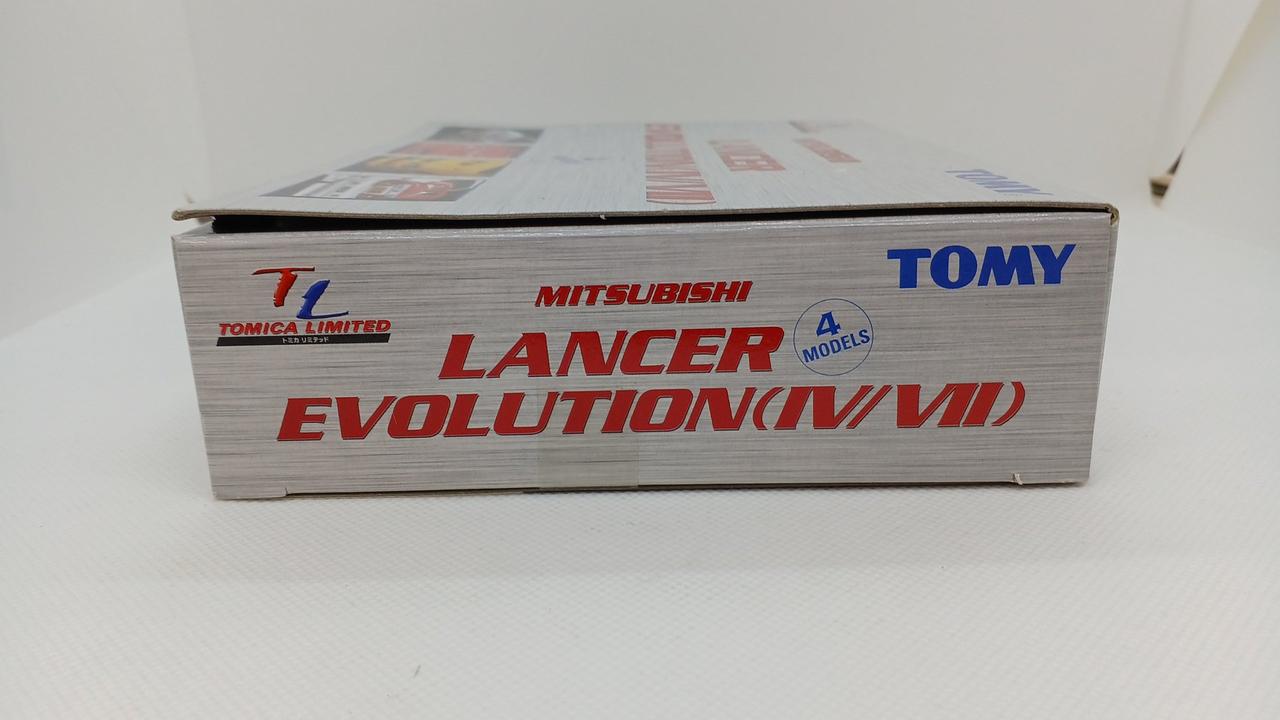 TOMY
TL
TOMICA LIMITED
トミカ リミテッド
MITSUBISHI
LANCER
4
MODELS
EVOLUTION(IV/VII)
TOMY